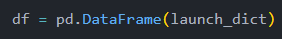 df = pd.DataFrame(launch_dict)